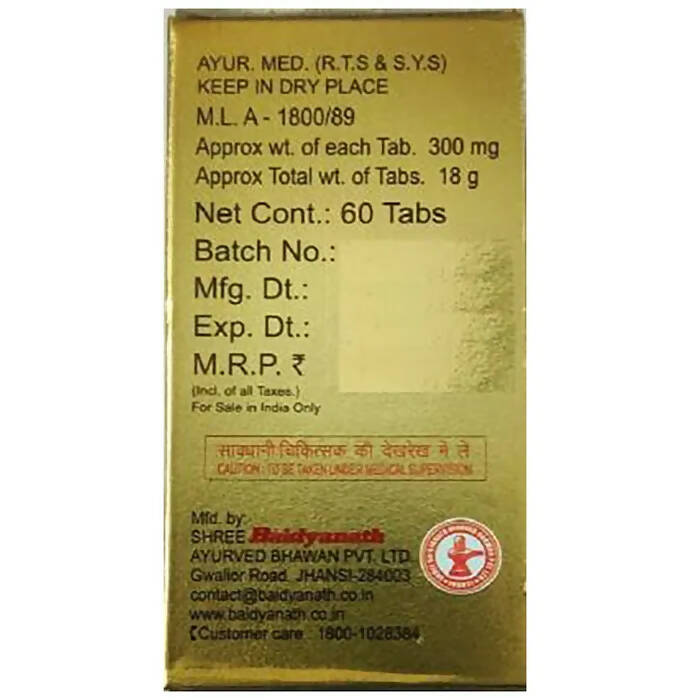 AYUR. MED. (R.T.S & S.Y.S)
KEEP IN DRY PLACE
M.L. A - 1800/89
Approx wt. of each Tab. 300 mg
Approx Total wt. of Tabs. 18 g
Net Cont.: 60 Tabs
Batch No.:
Mfg. Dt.:
Exp. Dt.:
M.R.P. ₹
(Incl. of all Taxes.)
For Sale in India Only
सावधानी चिकित्सक की देखरेख में लें
CAUTION : TO BE TAKEN UNDER MEDICAL SUPERVISION
Mfd. by:
SHREE Baidyanath
AYURVED BHAWAN PVT. LTD.
Gwalior Road, JHANSI-284003
contact@baidyanath.co.in
www.baidyanath.co.in
Customer care : 1800-1028384